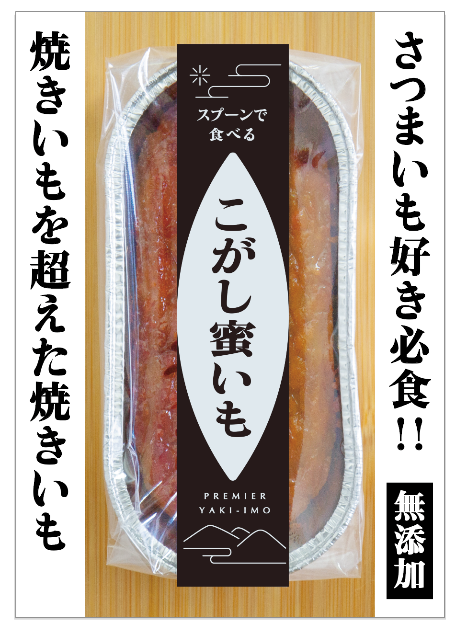 さつまいも好き必食!!
無添加
スプーンで
食べる
こがし蜜いも
PREMIER
YAKI-IMO
焼きいもを超えた焼きいも